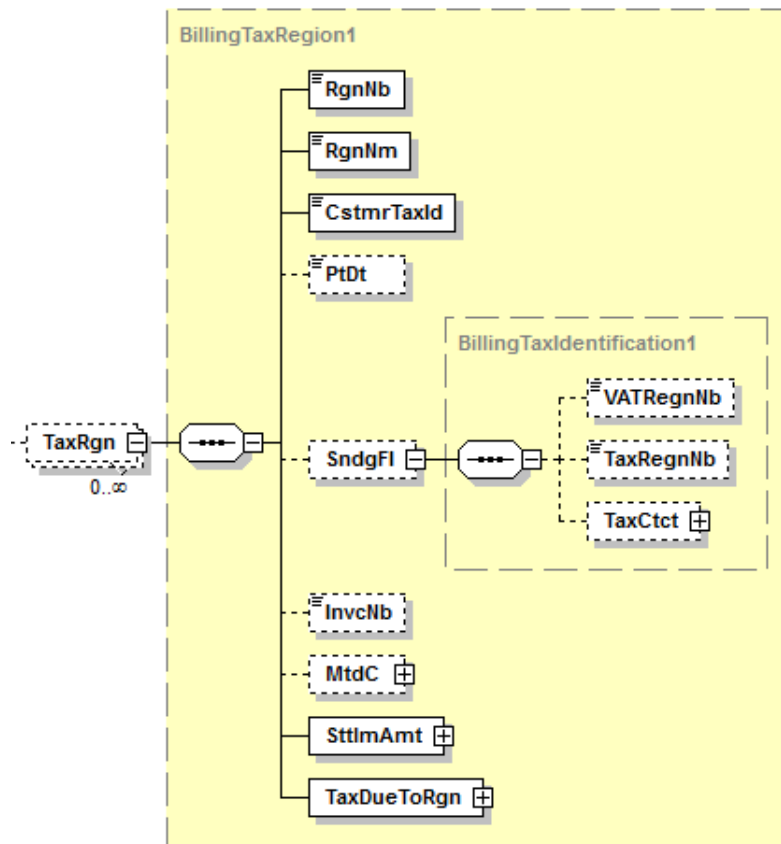 BillingTaxRegion1
RgnNb
RgnNm
CstmrTaxId
PtDt
BillingTaxIdentification1
VATRegnNb
TaxRgn
SndgFI
TaxRegnNb
0..∞
TaxCtct
InvcNb
MtdC
SttlmAmt
TaxDueToRgn